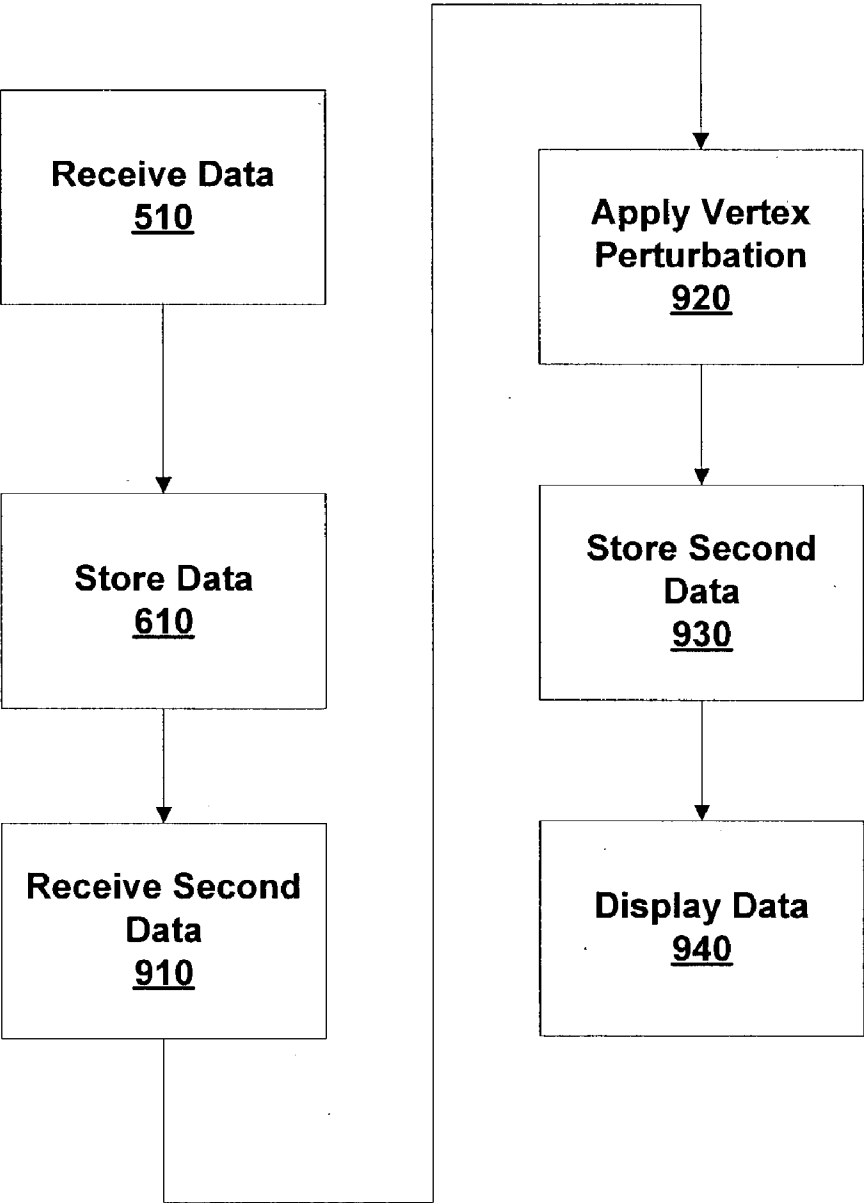 Receive Data
510
Store Data
610
Receive Second
Data
910
Apply Vertex
Perturbation
920
Store Second
Data
930
Display Data
940